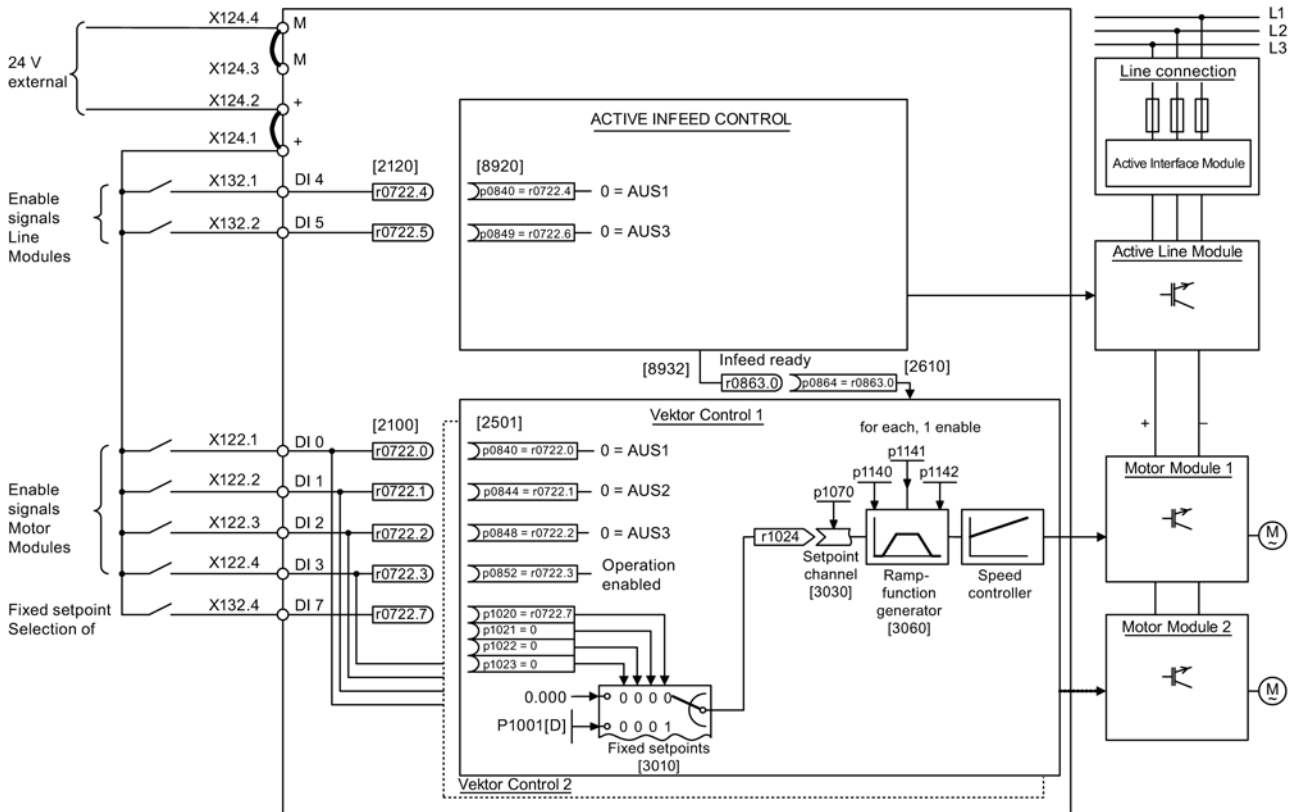 X124.4
M
L1
L2
L3
24 V
external
X124.3
M
Line connection
X124.2
+
X124.1
+
ACTIVE INFEED CONTROL
Active Interface Module
[2120]
[8920]
Enable
signals
Line
Modules
X132.1
DI 4
r0722.4
p0840 = r0722.4
0 = AUS1
X132.2
DI 5
r0722.5
p0849 = r0722.6
0 = AUS3
Active Line Module
[8932]
Infeed ready
r0863.0
p0864 = r0863.0
[2610]
Vektor Control 1
[2100]
[2501]
for each, 1 enable
+
–
Enable
signals
Motor
Modules
X122.1
DI 0
r0722.0
p0840 = r0722.0
0 = AUS1
X122.2
DI 1
r0722.1
p0844 = r0722.1
0 = AUS2
X122.3
DI 2
r0722.2
p0848 = r0722.2
0 = AUS3
X122.4
DI 3
r0722.3
p0852 = r0722.3
Operation
enabled
p1141
p1140
p1142
p1070
r1024
Setpoint
channel
[3030]
Ramp-
function
generator
[3060]
Speed
controller
Motor Module 1
M
~
Fixed setpoint
Selection of
X132.4
DI 7
r0722.7
p1020 = r0722.7
p1021 = 0
p1022 = 0
p1023 = 0
Motor Module 2
M
~
0.000
0 0 0 0
P1001[D]
0 0 0 1
Fixed setpoints
[3010]
Vektor Control 2